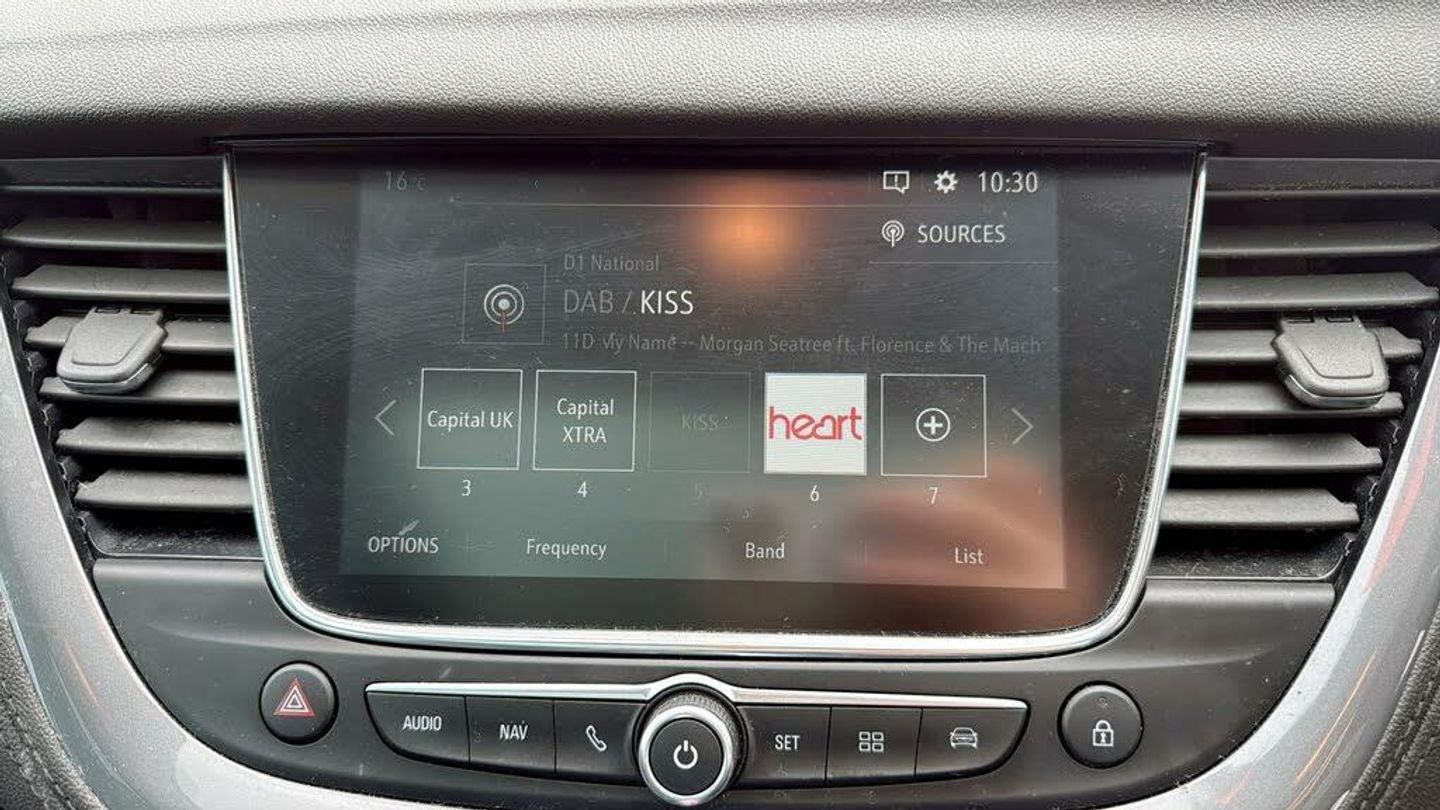 16 c
10:30
SOURCES
D1 National
DAB / KISS
11D My Name -- Morgan Seatree ft. Florence & The Mach
Capital UK
Capital
XTRA
KISS
heart
3
4
5
6
7
OPTIONS
Frequency
Band
List
AUDIO
NAV
SET